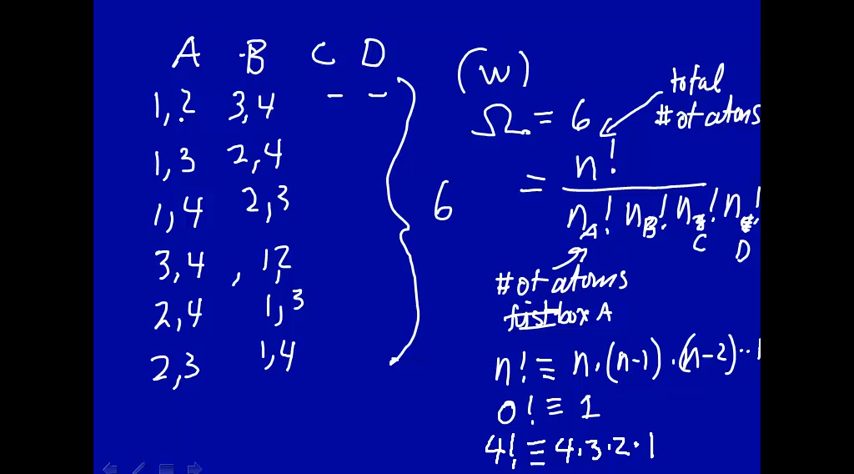 A B C D
1,2 3,4 – –
1,3 2,4
1,4 2,3
3,4 , 1,2
2,4 1,3
2,3 1,4
6
(W)
Ω = 6
total
# of atoms
= n! / n_A! n_B! n_C! n_D!
# of atoms
box A
n! ≡ n·(n-1)·(n-2)··1
0! ≡ 1
4! ≡ 4·3·2·1